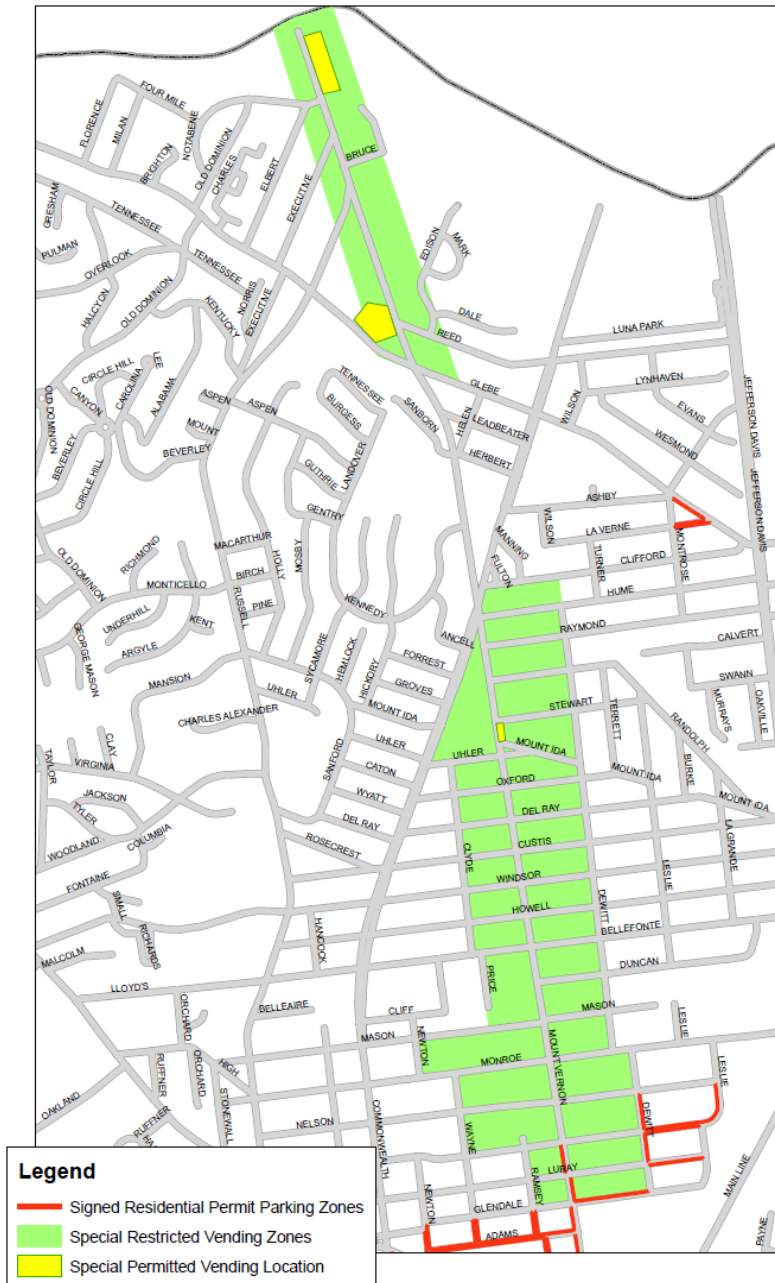 FOUR MILE
FLORENCE
MILAN
NOTABENE
BRIGHTON
OLD DOMINION
CHARLES
ELBERT
EXECUTIVE
BRUCE
GRESHAM
TENNESSEE
PULMAN
OVERLOOK
TENNESSEE
HALCYON
OLD DOMINION
KENTUCKY
NORRIS
EXECUTIVE
EDISON
MARK
DALE
REED
LUNA PARK
CIRCLE HILL
LEE
CANYON
CAROLINA
ALABAMA
OLD DOMINION
BEVERLEY
CIRCLE HILL
MOUNT
BEVERLEY
ASPEN
ASPEN
TENNESSEE
BURGESS
LANDOVER
GUTHRIE
GENTRY
SANBORN
GLEBE
HELEN
LEADBEATER
HERBERT
WILSON
LYNHAVEN
EVANS
WESMOND
JEFFERSON DAVIS
JEFFERSON DAVIS
ASHBY
WILSON
LA VERNE
MANNING
FULTON
TURNER
CLIFFORD
MONTROSE
HUME
RAYMOND
CALVERT
SWANN
MURRAYS
OAKVILLE
OLD DOMINION
RICHMOND
MACARTHUR
MOSBY
HOLLY
BIRCH
MONTICELLO
RUSSELL
PINE
UNDERHILL
KENT
GEORGE MASON
ARGYLE
KENNEDY
ANCELL
SYCAMORE
HEMLOCK
HICKORY
FORREST
GROVES
MOUNT IDA
MANSION
UHLER
CHARLES ALEXANDER
STEWART
TERRETT
RANDOLPH
UHLER
UHLER
MOUNT IDA
SANFORD
CATON
OXFORD
MOUNT IDA
BURKE
MOUNT IDA
CLAY
TAYLOR
VIRGINIA
JACKSON
TYLER
WYATT
DEL RAY
DEL RAY
ROSECREST
WOODLAND
COLUMBIA
CLYDE
CUSTIS
WINDSOR
LESLIE
LA GRANDE
FONTAINE
SMALL
RICHARDS
HANCOCK
HOWELL
DEWITT
BELLEFONTE
MALCOLM
LLOYD'S
PRICE
DUNCAN
BELLEAIRE
CLIFF
ORCHARD
MASON
NEWTON
MASON
LESLIE
RUFFNER
ORCHARD
HIGH
MONROE
MOUNT VERNON
LESLIE
OAKLAND
RUFFNER
STONEWALL
NELSON
COMMONWEALTH
WAYNE
DEWITT
LURAY
RAMSEY
NEWTON
GLENDALE
ADAMS
MAIN LINE
PAYNE
Legend
Signed Residential Permit Parking Zones
Special Restricted Vending Zones
Special Permitted Vending Location